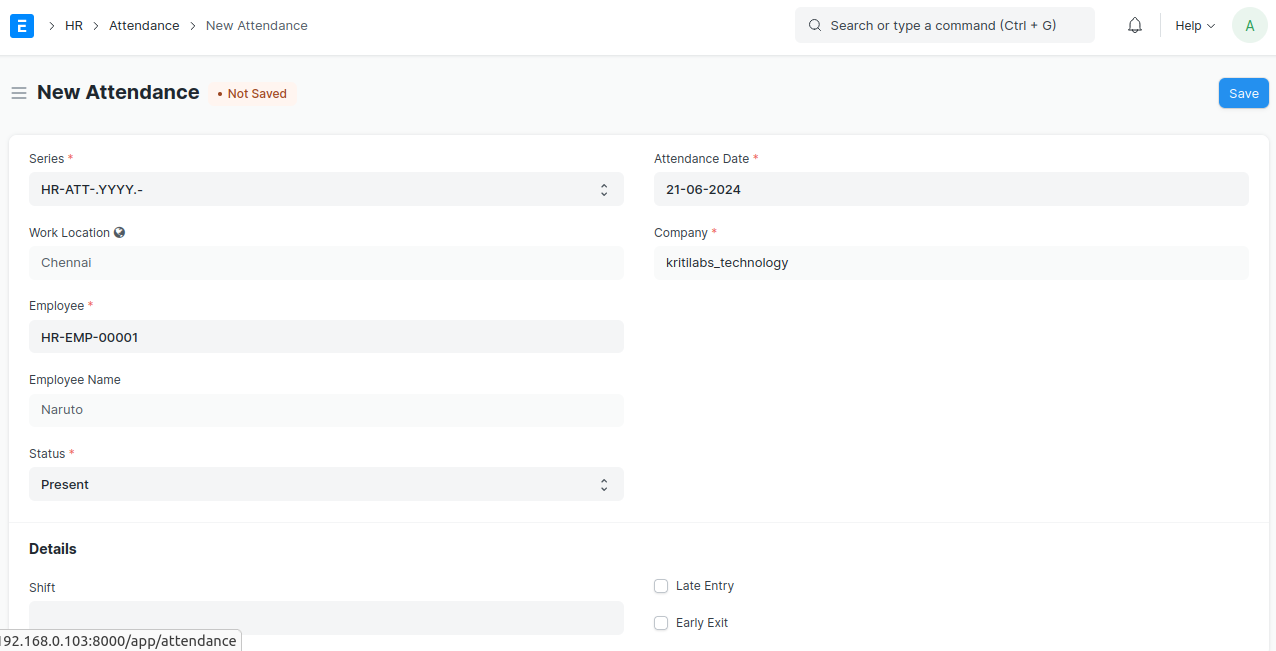 E
HR
Attendance
New Attendance
Search or type a command (Ctrl + G)
Help
A
New Attendance
• Not Saved
Save
Series *
HR-ATT-.YYYY.-
Attendance Date *
21-06-2024
Work Location
Chennai
Company *
kritilabs_technology
Employee *
HR-EMP-00001
Employee Name
Naruto
Status *
Present
Details
Shift
Late Entry
Early Exit
192.168.0.103:8000/app/attendance